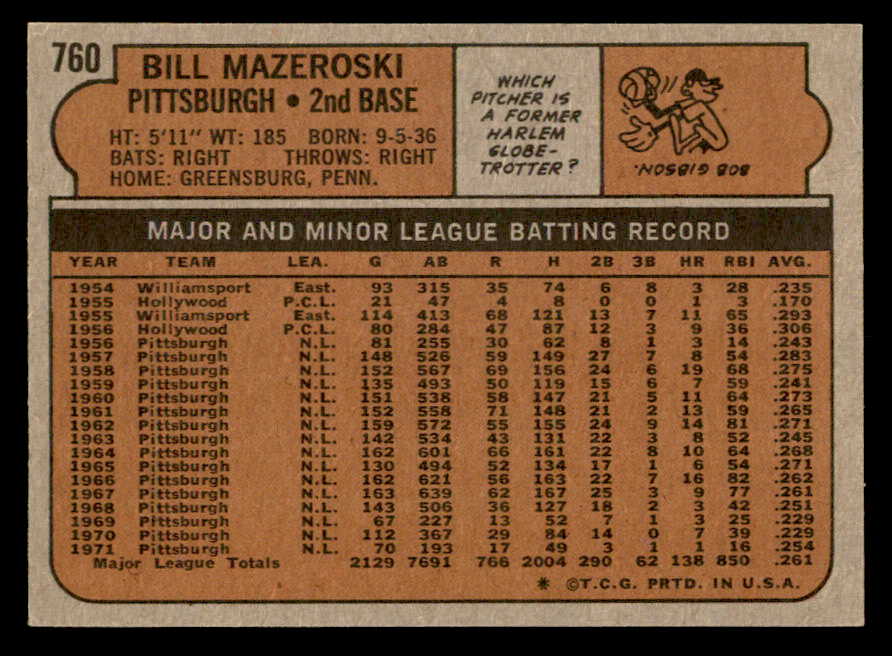 760
BILL MAZEROSKI
PITTSBURGH • 2nd BASE
HT: 5'11" WT: 185 BORN: 9-5-36
BATS: RIGHT THROWS: RIGHT
HOME: GREENSBURG, PENN.
WHICH
PITCHER IS
A FORMER
HARLEM
GLOBE-
TROTTER?
BOB GIBSON.
MAJOR AND MINOR LEAGUE BATTING RECORD
YEAR TEAM LEA. G AB R H 2B 3B HR RBI AVG.
1954 Williamsport East. 93 315 35 74 6 8 3 28 .235
1955 Hollywood P.C.L. 21 47 4 8 0 0 1 3 .170
1955 Williamsport East. 114 413 68 121 13 7 11 65 .293
1956 Hollywood P.C.L. 80 284 47 87 12 3 9 36 .306
1956 Pittsburgh N.L. 81 255 30 62 8 1 3 14 .243
1957 Pittsburgh N.L. 148 526 59 149 27 7 8 54 .283
1958 Pittsburgh N.L. 152 567 69 156 24 6 19 68 .275
1959 Pittsburgh N.L. 135 493 50 119 15 6 7 59 .241
1960 Pittsburgh N.L. 151 538 58 147 21 5 11 64 .273
1961 Pittsburgh N.L. 152 558 71 148 21 2 13 59 .265
1962 Pittsburgh N.L. 159 572 55 155 24 9 14 81 .271
1963 Pittsburgh N.L. 142 534 43 131 22 3 8 52 .245
1964 Pittsburgh N.L. 162 601 66 161 22 8 10 64 .268
1965 Pittsburgh N.L. 130 494 52 134 17 1 6 54 .271
1966 Pittsburgh N.L. 162 621 56 163 22 7 16 82 .262
1967 Pittsburgh N.L. 163 639 62 167 25 3 9 77 .261
1968 Pittsburgh N.L. 143 506 36 127 18 2 3 42 .251
1969 Pittsburgh N.L. 67 227 13 52 7 1 3 25 .229
1970 Pittsburgh N.L. 112 367 29 84 14 0 7 39 .229
1971 Pittsburgh N.L. 70 193 17 49 3 1 1 16 .254
Major League Totals 2129 7691 766 2004 290 62 138 850 .261
* ©T.C.G. PRTD. IN U.S.A.